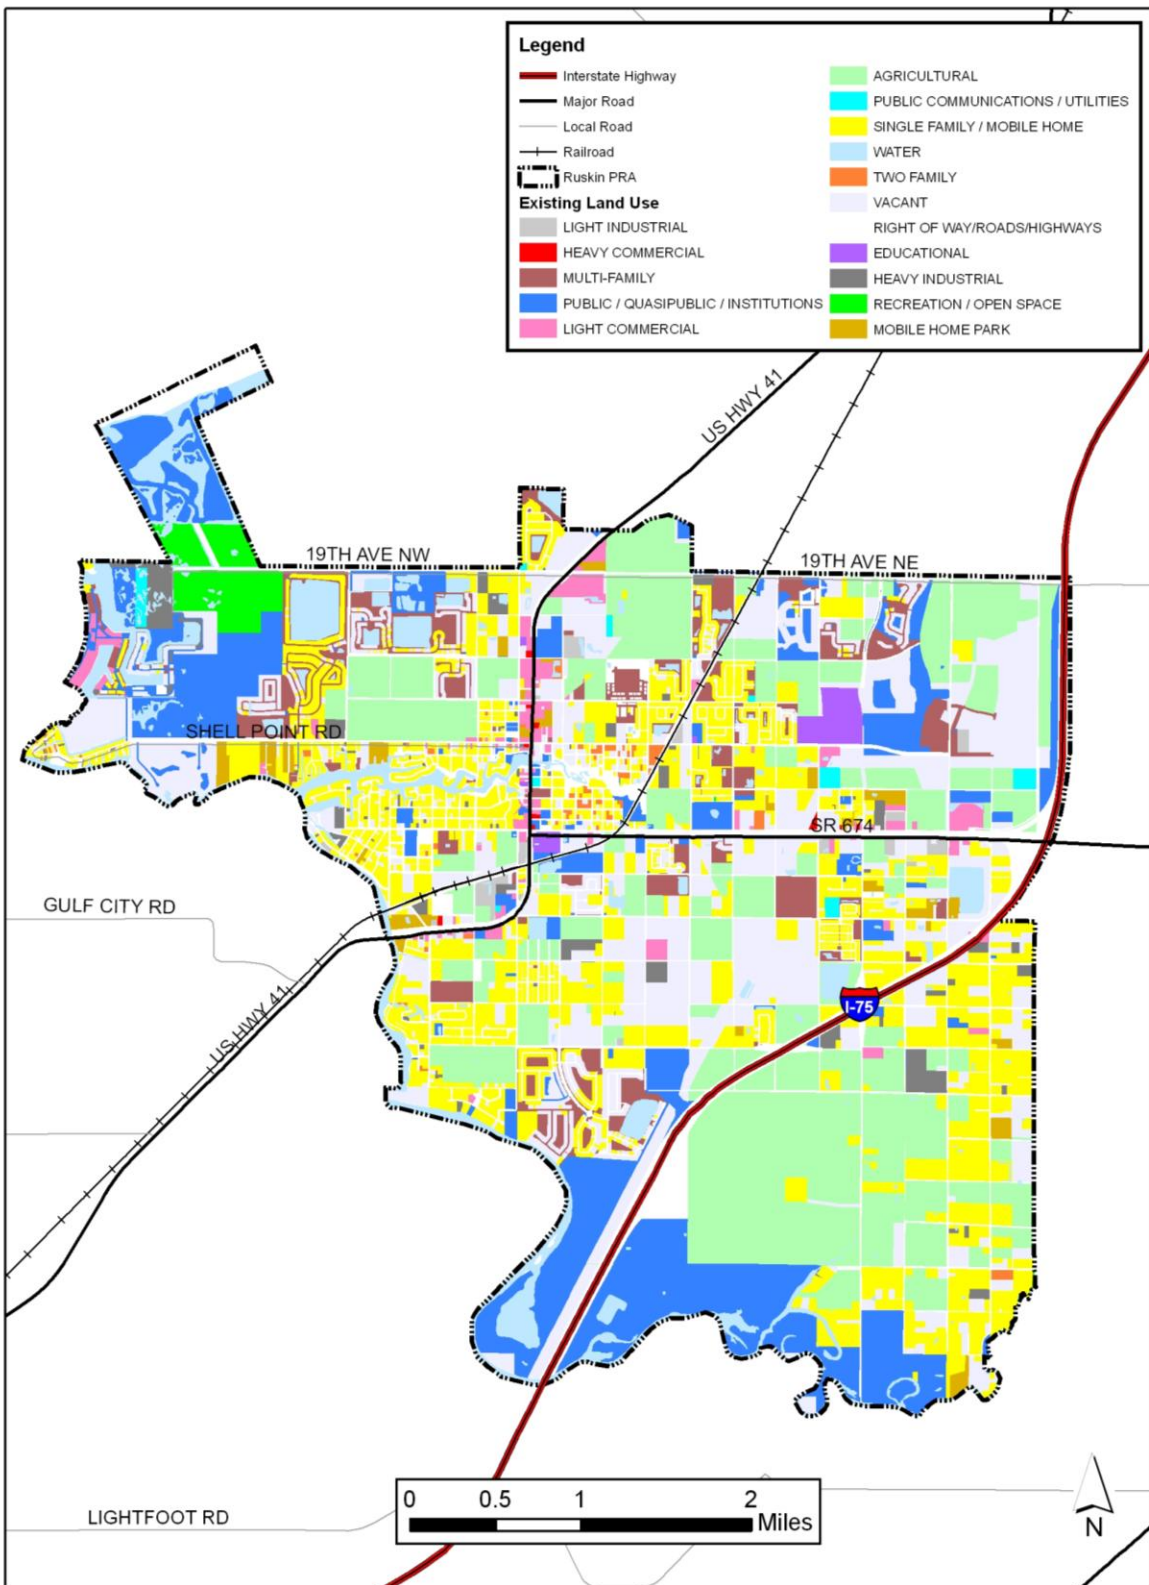 Legend
Interstate Highway
Major Road
Local Road
Railroad
Ruskin PRA
Existing Land Use
LIGHT INDUSTRIAL
HEAVY COMMERCIAL
MULTI-FAMILY
PUBLIC / QUASIPUBLIC / INSTITUTIONS
LIGHT COMMERCIAL
AGRICULTURAL
PUBLIC COMMUNICATIONS / UTILITIES
SINGLE FAMILY / MOBILE HOME
WATER
TWO FAMILY
VACANT
RIGHT OF WAY/ROADS/HIGHWAYS
EDUCATIONAL
HEAVY INDUSTRIAL
RECREATION / OPEN SPACE
MOBILE HOME PARK
US HWY 41
19TH AVE NW
19TH AVE NE
SHELL POINT RD
SR 674
GULF CITY RD
I-75
US HWY 41
0 0.5 1 2
Miles
LIGHTFOOT RD
N